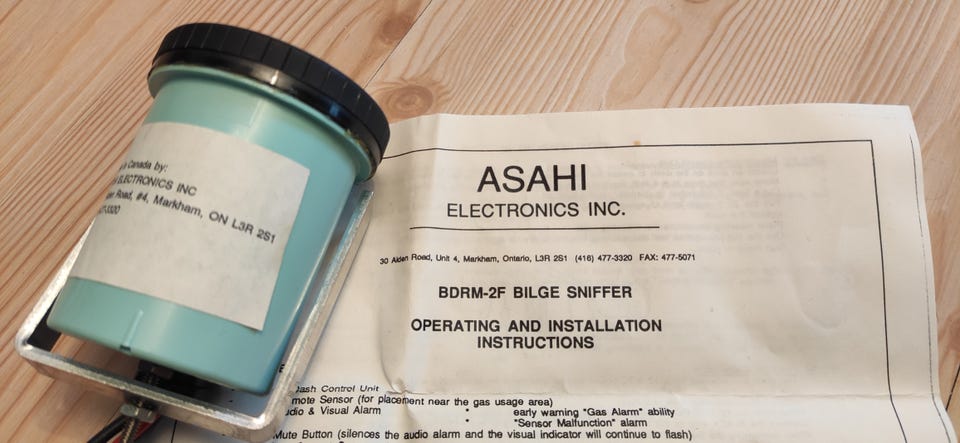 Canada by:
ELECTRONICS INC
Road, #4, Markham, ON L3R 2S1
-3320
ASAHI
ELECTRONICS INC.
30 Alden Road, Unit 4, Markham, Ontario, L3R 2S1 (416) 477-3320 FAX: 477-5071
BDRM-2F BILGE SNIFFER
OPERATING AND INSTALLATION
INSTRUCTIONS
Dash Control Unit
mote Sensor (for placement near the gas usage area)
udio & Visual Alarm * early warning "Gas Alarm" ability
* "Sensor Malfunction" alarm
Mute Button (silences the audio alarm and the visual indicator will continue to flash)